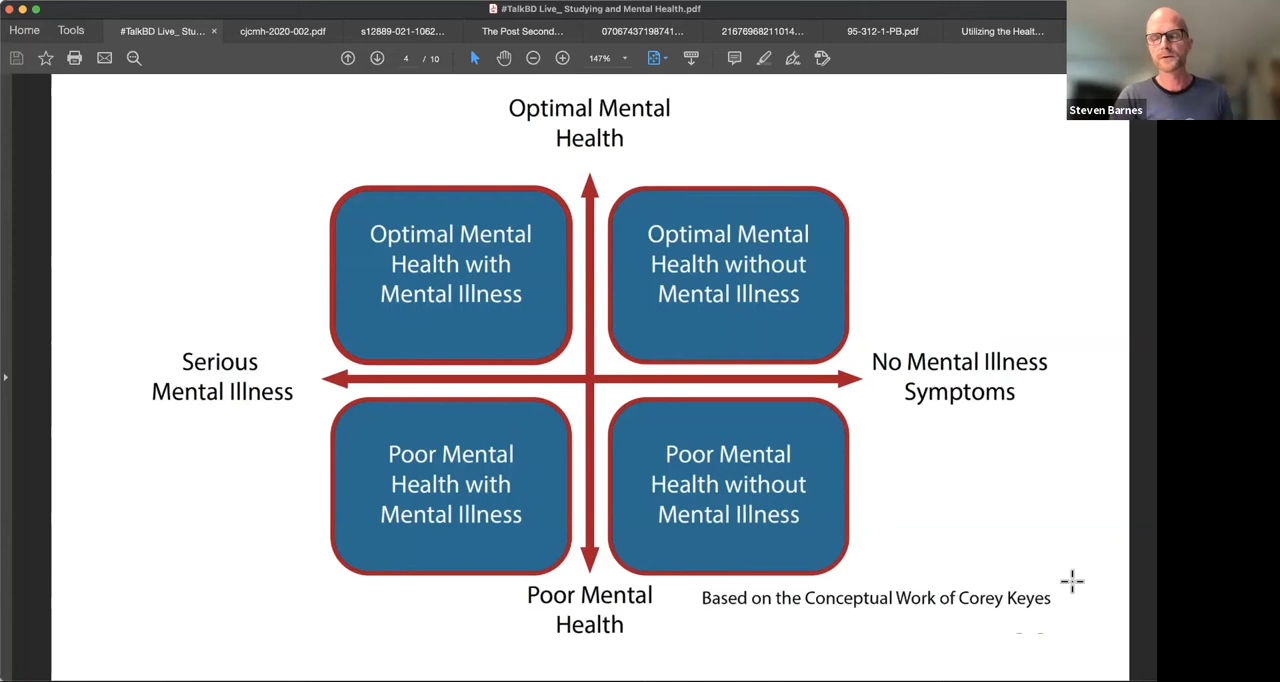 #TalkBD Live_ Studying and Mental Health.pdf
Home
Tools
#TalkBD Live_ Stu...
cjcmh-2020-002.pdf
s12889-021-1062...
The Post Second...
07067437198741...
21676968211014...
95-312-1-PB.pdf
Utilizing the Healt...
4 / 10
147%
Steven Barnes
Optimal Mental
Health
Optimal Mental
Health with
Mental Illness
Optimal Mental
Health without
Mental Illness
Serious
Mental Illness
No Mental Illness
Symptoms
Poor Mental
Health with
Mental Illness
Poor Mental
Health without
Mental Illness
Poor Mental
Health
Based on the Conceptual Work of Corey Keyes